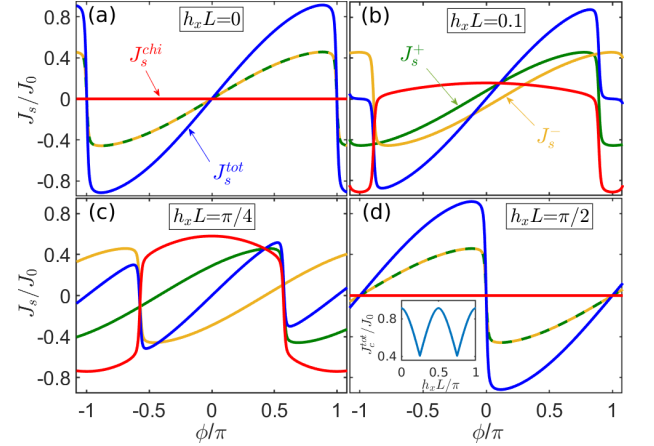 (a)
h_xL=0
J_s^{chi}
J_s^{tot}
J_s/J_0
0.8
0.4
0
-0.4
-0.8
(b)
h_xL=0.1
J_s^+
J_s^-
(c)
h_xL=π/4
J_s/J_0
0.8
0.4
0
-0.4
-0.8
-1
-0.5
0
0.5
1
ϕ/π
(d)
h_xL=π/2
J_c^{tot}/J_0
0.8
0.4
0
0.5
1
h_xL/π
-1
-0.5
0
0.5
1
ϕ/π